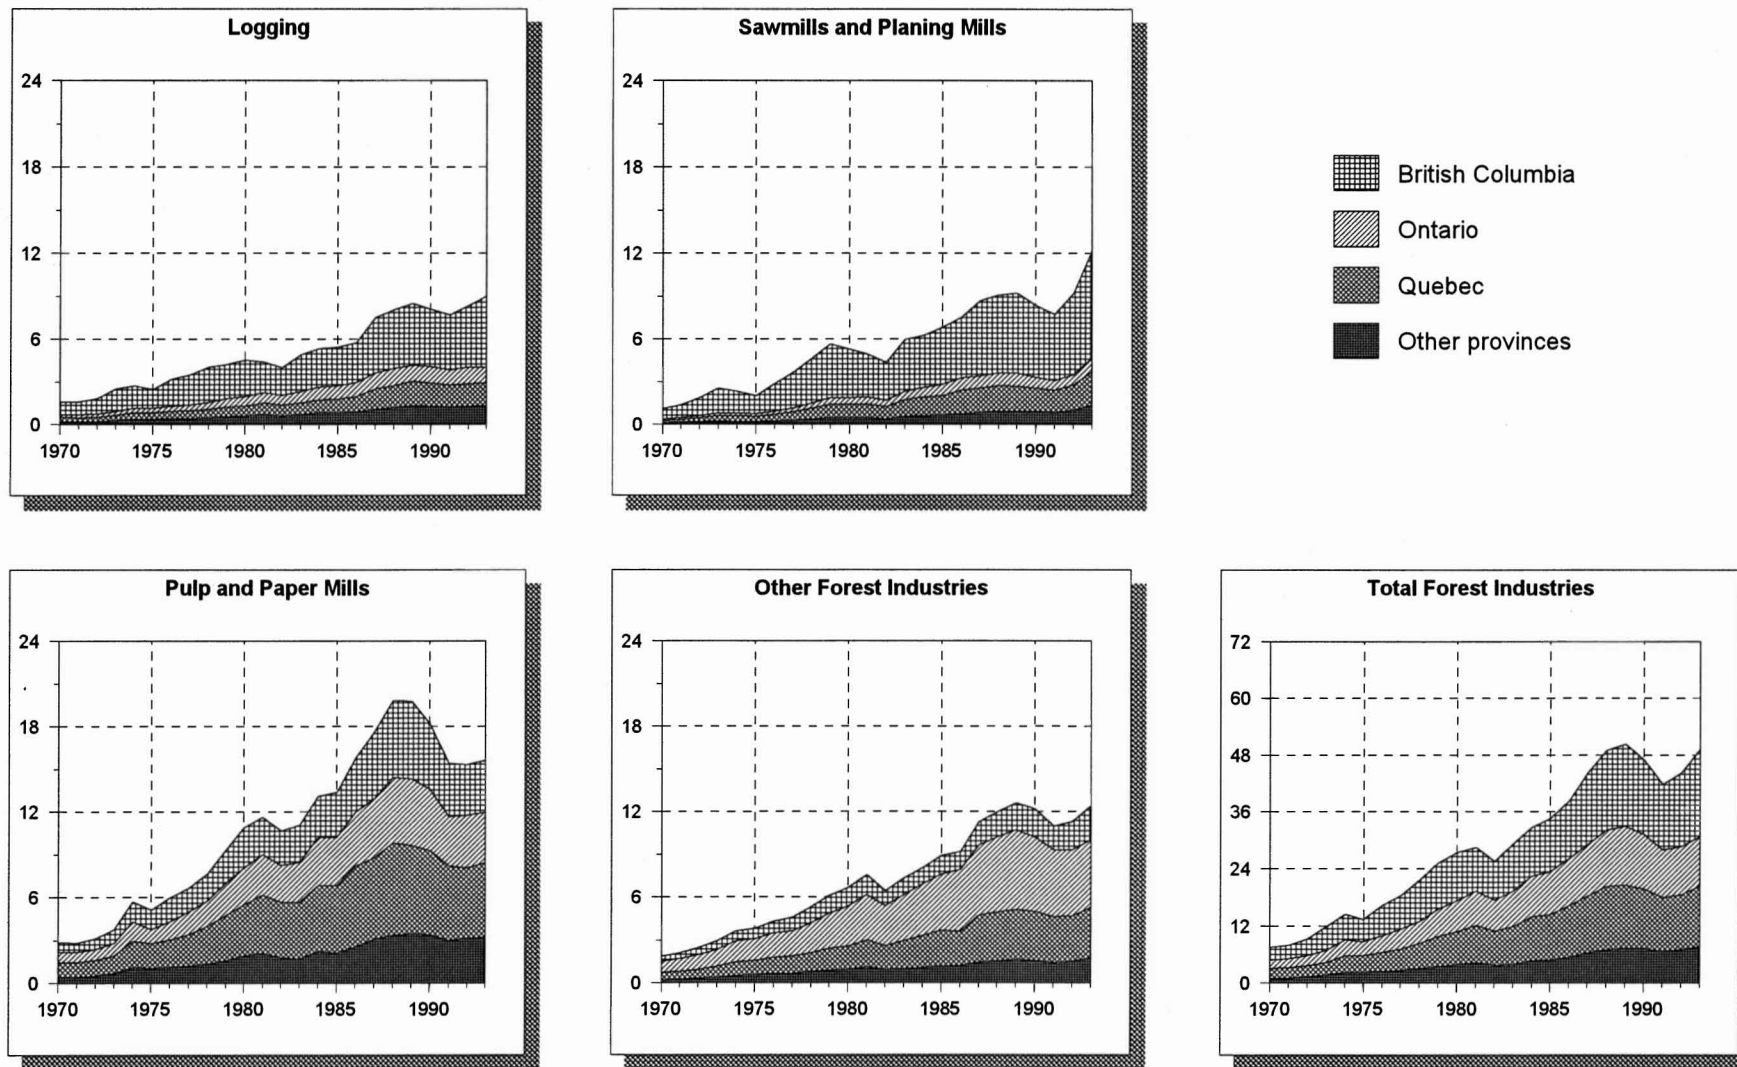 Logging
24
18
12
6
0
1970 1975 1980 1985 1990
Sawmills and Planing Mills
24
18
12
6
0
1970 1975 1980 1985 1990
British Columbia
Ontario
Quebec
Other provinces
Pulp and Paper Mills
24
18
12
6
0
1970 1975 1980 1985 1990
Other Forest Industries
24
18
12
6
0
1970 1975 1980 1985 1990
Total Forest Industries
72
60
48
36
24
12
0
1970 1975 1980 1985 1990